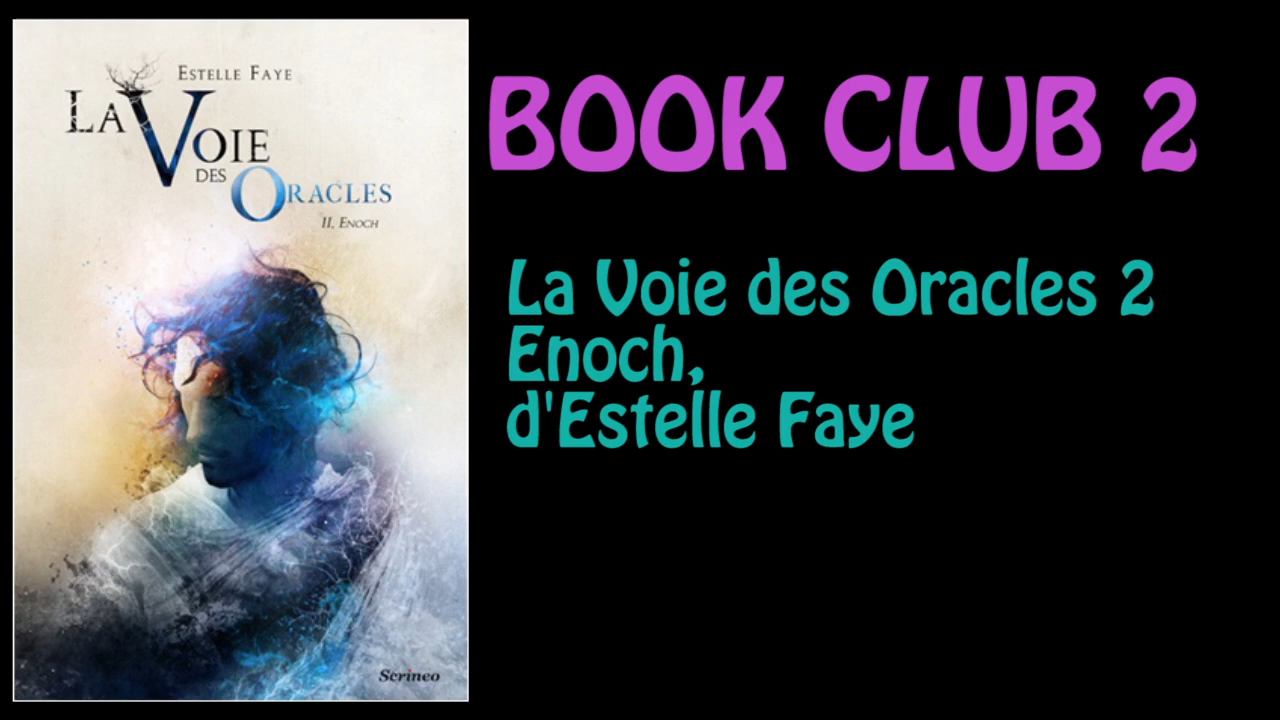 ESTELLE FAYE
LA VOIE
DES ORACLES
II, ENOCH
Scrineo
BOOK CLUB 2
La Voie des Oracles 2
Enoch,
d'Estelle Faye